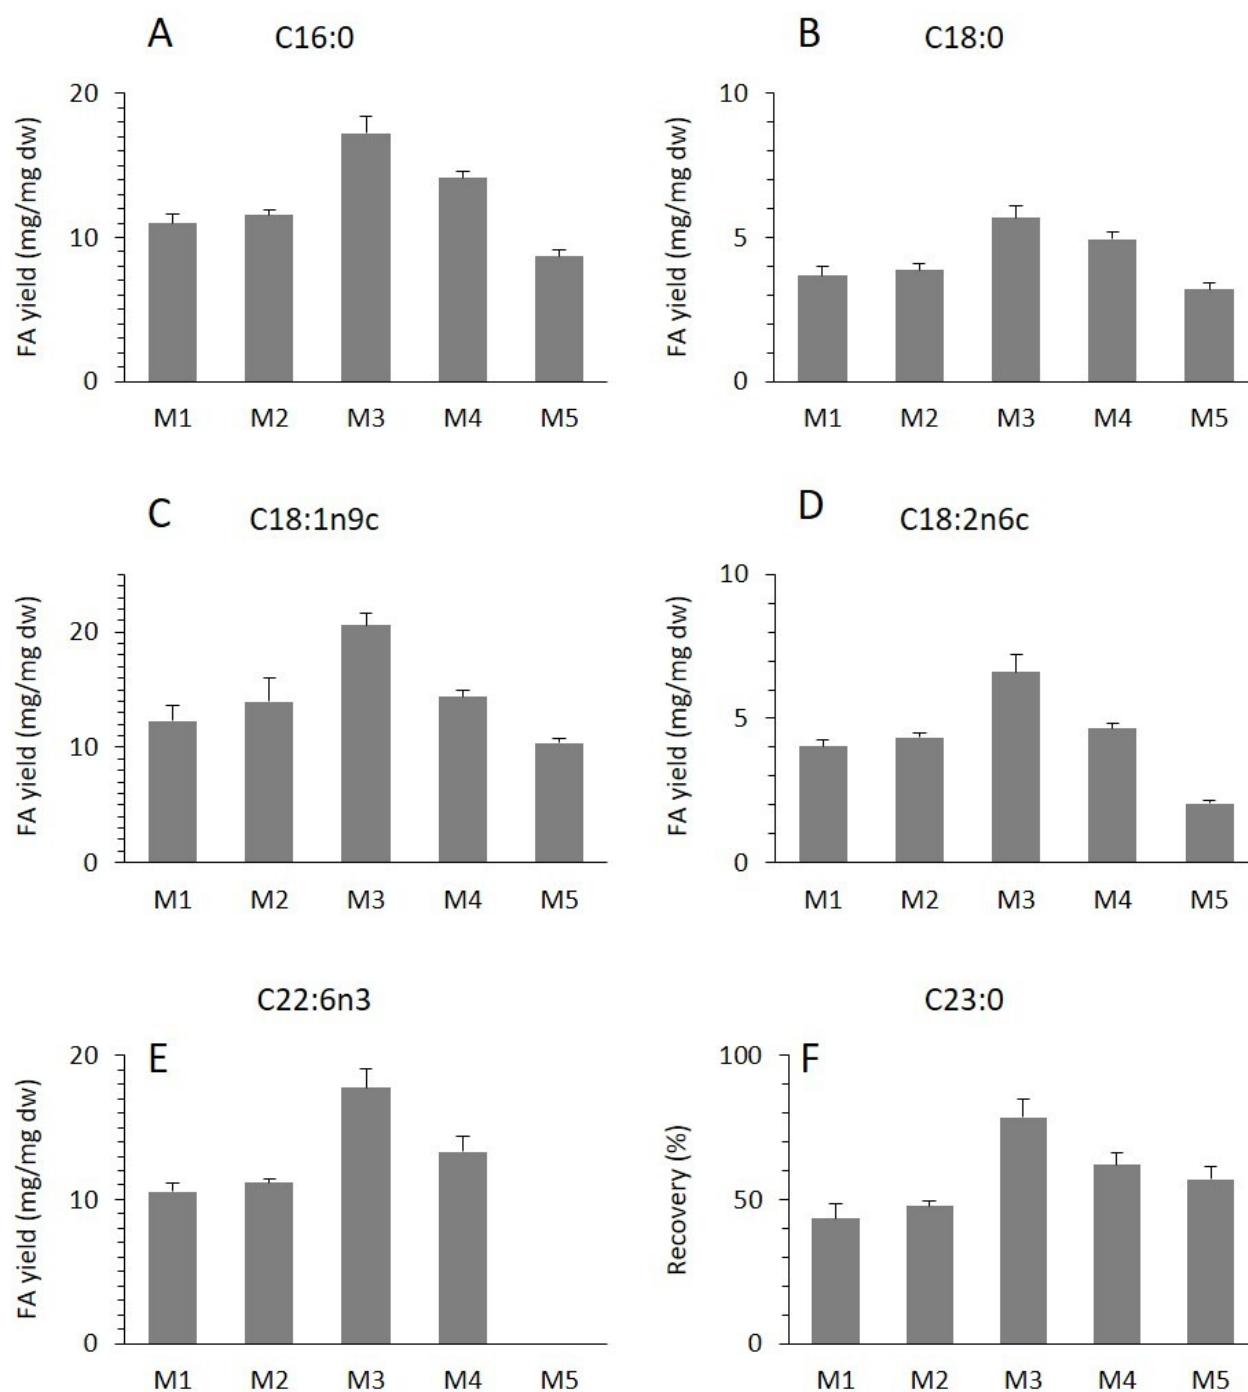 A C16:0
FA yield (mg/mg dw)
20
10
0
M1 M2 M3 M4 M5
B C18:0
FA yield (mg/mg dw)
10
5
0
M1 M2 M3 M4 M5
C C18:1n9c
FA yield (mg/mg dw)
20
10
0
M1 M2 M3 M4 M5
D C18:2n6c
FA yield (mg/mg dw)
10
5
0
M1 M2 M3 M4 M5
C22:6n3
E
FA yield (mg/mg dw)
20
10
0
M1 M2 M3 M4 M5
C23:0
F
Recovery (%)
100
50
0
M1 M2 M3 M4 M5